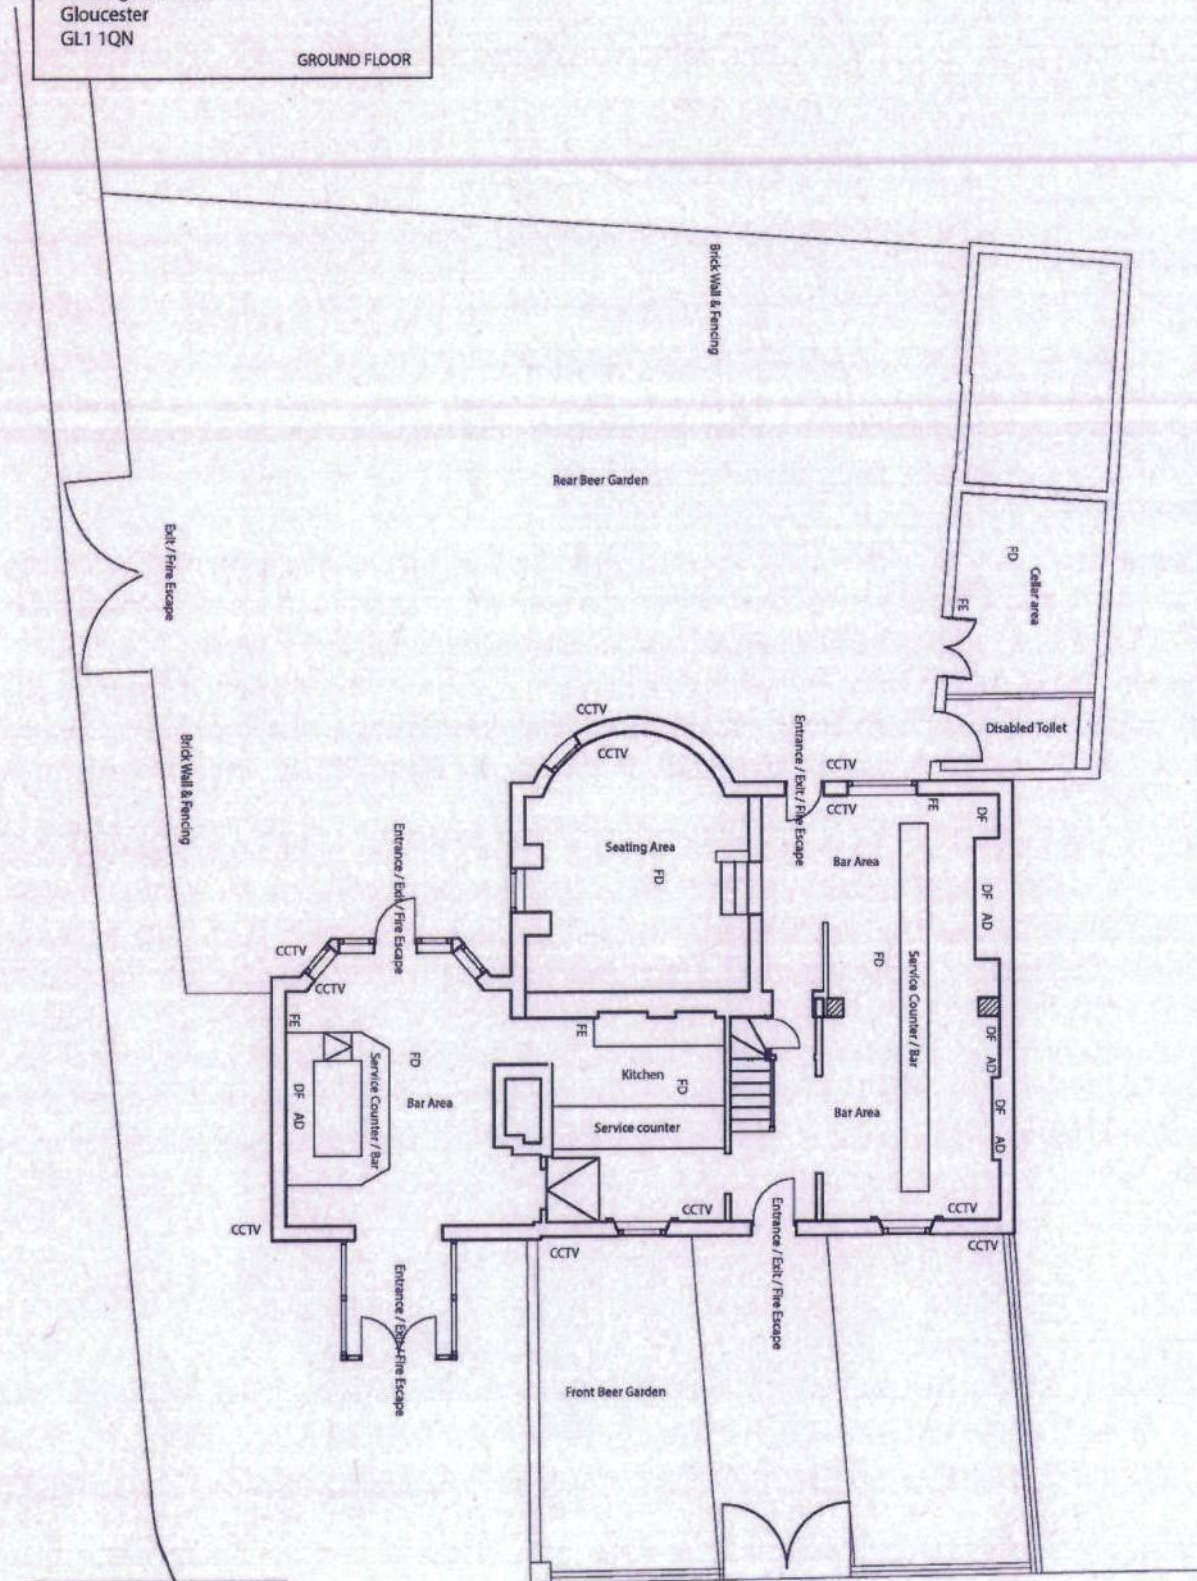 Gloucester
GL1 1QN
GROUND FLOOR
Brick Wall & Fencing
Rear Beer Garden
Exit / Frire Escape
FD
Cellar area
FE
Disabled Toilet
Brick Wall & Fencing
CCTV
CCTV
Entrance / Exit / Fire Escape
CCTV
CCTV
FE
DF
Seating Area
FD
Bar Area
DF AD
Entrance / Exit / Fire Escape
CCTV
CCTV
FD
Service Counter / Bar
FE
FE
Service Counter / Bar
FD
Bar Area
DF AD
Kitchen
FD
Service counter
Bar Area
DF AD
DF AD
CCTV
CCTV
CCTV
CCTV
CCTV
Entrance / Exit / Fire Escape
Entrance / Exit / Fire Escape
Front Beer Garden